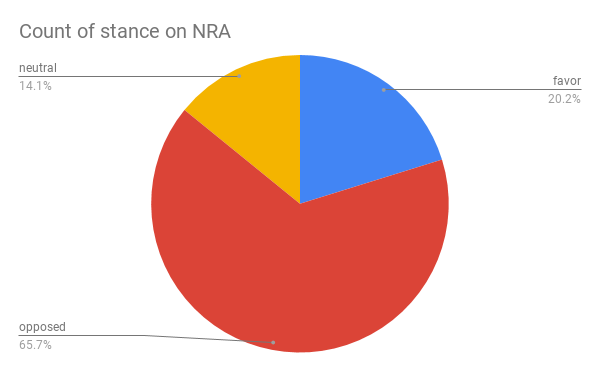 Count of stance on NRA
neutral
14.1%
favor
20.2%
opposed
65.7%